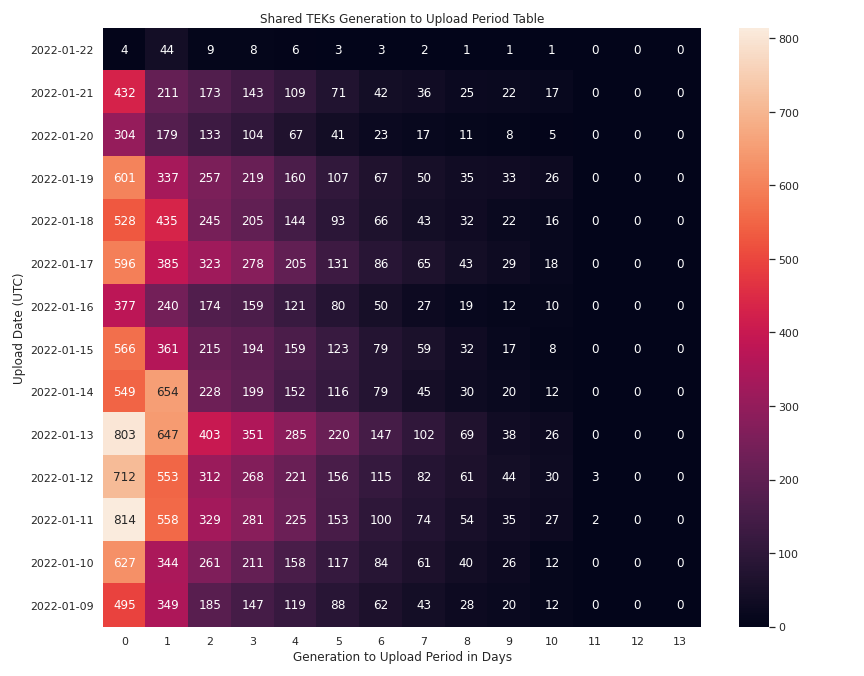 Shared TEKs Generation to Upload Period Table
Upload Date (UTC)
2022-01-22 4 44 9 8 6 3 3 2 1 1 1 0 0 0
2022-01-21 432 211 173 143 109 71 42 36 25 22 17 0 0 0
2022-01-20 304 179 133 104 67 41 23 17 11 8 5 0 0 0
2022-01-19 601 337 257 219 160 107 67 50 35 33 26 0 0 0
2022-01-18 528 435 245 205 144 93 66 43 32 22 16 0 0 0
2022-01-17 596 385 323 278 205 131 86 65 43 29 18 0 0 0
2022-01-16 377 240 174 159 121 80 50 27 19 12 10 0 0 0
2022-01-15 566 361 215 194 159 123 79 59 32 17 8 0 0 0
2022-01-14 549 654 228 199 152 116 79 45 30 20 12 0 0 0
2022-01-13 803 647 403 351 285 220 147 102 69 38 26 0 0 0
2022-01-12 712 553 312 268 221 156 115 82 61 44 30 3 0 0
2022-01-11 814 558 329 281 225 153 100 74 54 35 27 2 0 0
2022-01-10 627 344 261 211 158 117 84 61 40 26 12 0 0 0
2022-01-09 495 349 185 147 119 88 62 43 28 20 12 0 0 0
0 1 2 3 4 5 6 7 8 9 10 11 12 13
Generation to Upload Period in Days
800
700
600
500
400
300
200
100
0